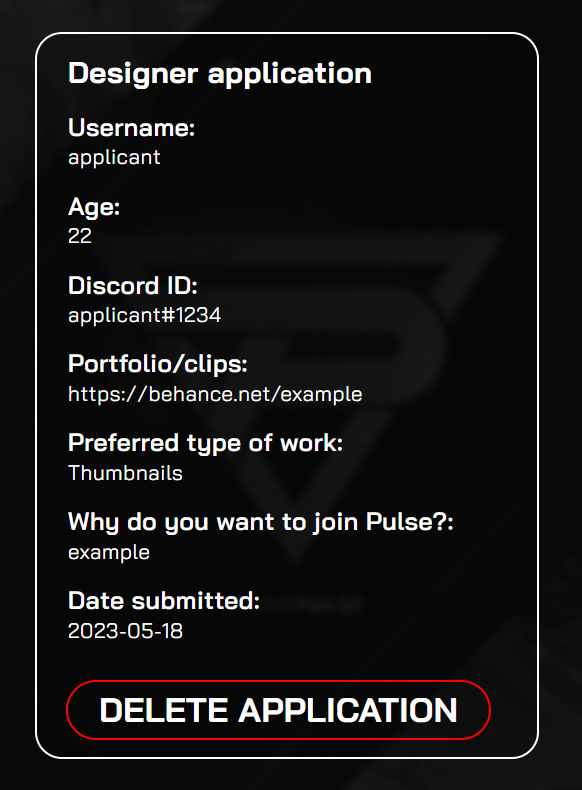 Designer application
Username:
applicant
Age:
22
Discord ID:
applicant#1234
Portfolio/clips:
https://behance.net/example
Preferred type of work:
Thumbnails
Why do you want to join Pulse?:
example
Date submitted:
2023-05-18
DELETE APPLICATION